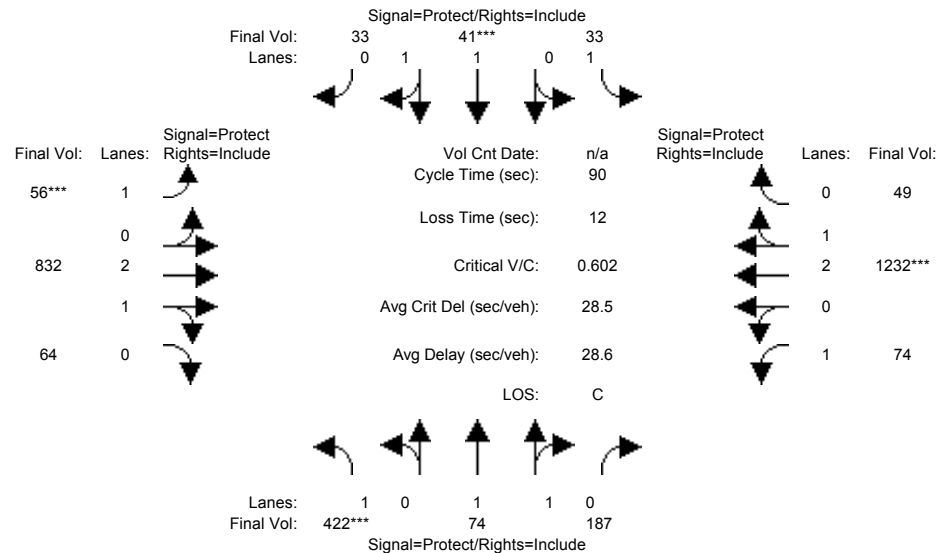 Signal=Protect/Rights=Include
Final Vol: 33 41*** 33
Lanes: 0 1 1 0 1
Signal=Protect Signal=Protect
Final Vol: Lanes: Rights=Include Vol Cnt Date: n/a Rights=Include Lanes: Final Vol:
Cycle Time (sec): 90
56*** 1 0 49
Loss Time (sec): 12
0 1
832 2 Critical V/C: 0.602 2 1232***
1 Avg Crit Del (sec/veh): 28.5 0
64 0 Avg Delay (sec/veh): 28.6 1 74
LOS: C
Lanes: 1 0 1 1 0
Final Vol: 422*** 74 187
Signal=Protect/Rights=Include